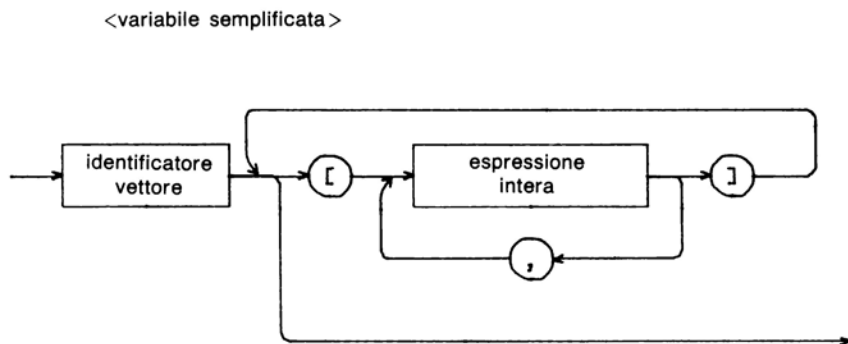 <variabile semplificata>
identificatore
vettore
[
espressione
intera
]
,